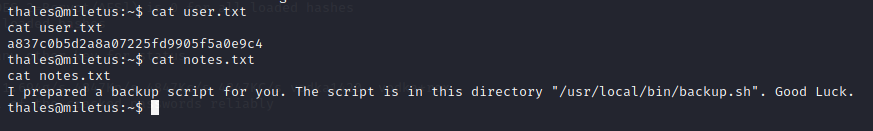 thales@miletus:~$ cat user.txt
cat user.txt
a837c0b5d2a8a07225fd9905f5a0e9c4
thales@miletus:~$ cat notes.txt
cat notes.txt
I prepared a backup script for you. The script is in this directory "/usr/local/bin/backup.sh". Good Luck.
thales@miletus:~$